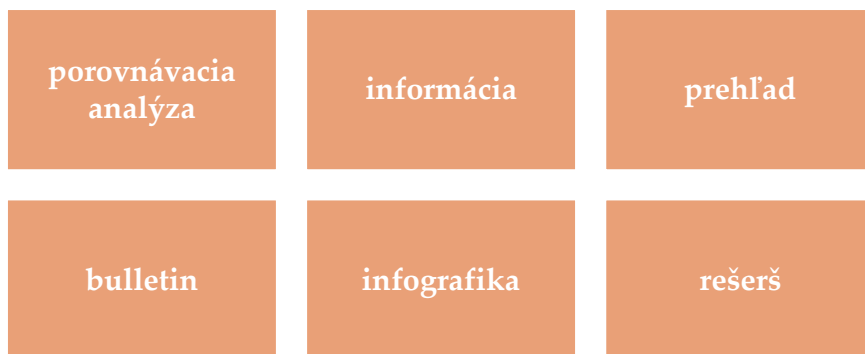 porovnávacia
analýza
informácia
prehľad
bulletin
infografika
rešerš